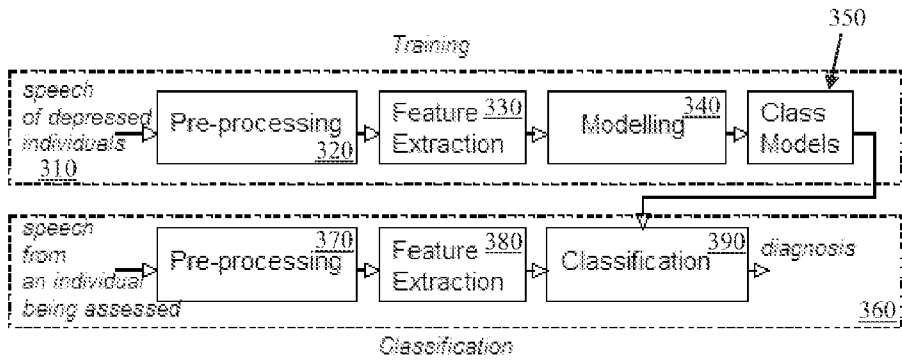 350
Training
speech
of depressed
individuals
310
Pre-processing
320
Feature
Extraction
330
Modelling
340
Class
Models
speech
from
an individual
being assessed
Pre-processing
370
Feature
Extraction
380
Classification
390
diagnosis
360
Classification